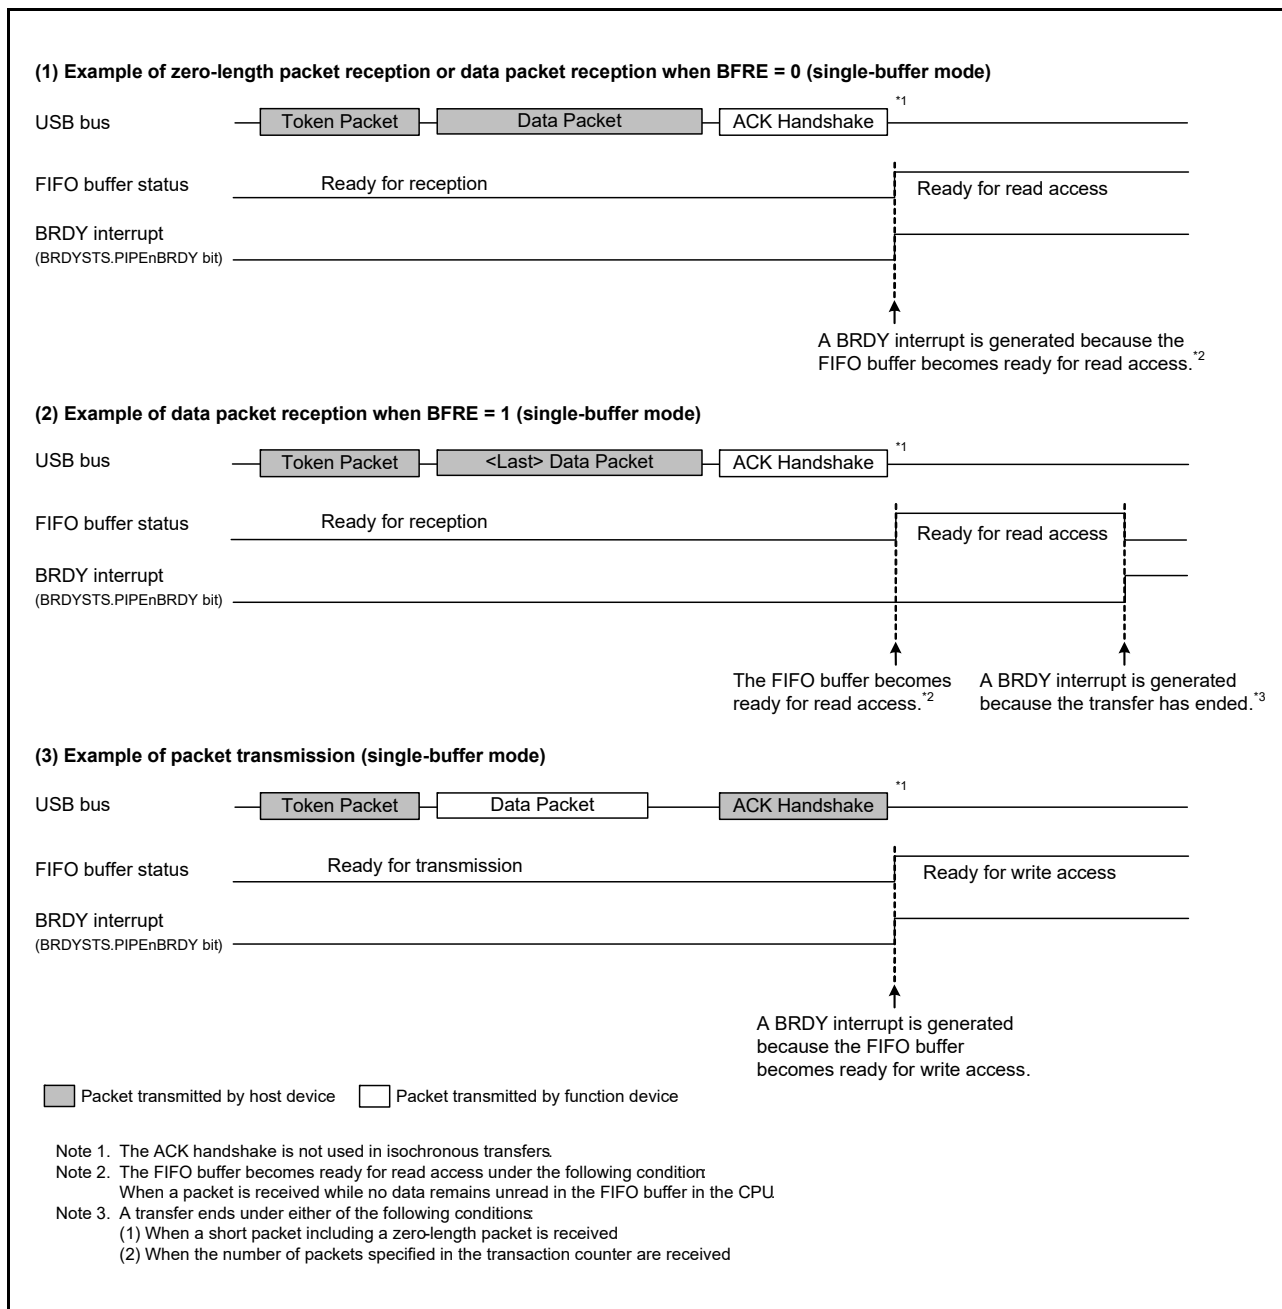 (1) Example of zero-length packet reception or data packet reception when BFRE = 0 (single-buffer mode)
USB bus
Token Packet
Data Packet
ACK Handshake
*1
FIFO buffer status
Ready for reception
Ready for read access
BRDY interrupt
(BRDYSTS.PIPEnBRDY bit)
A BRDY interrupt is generated because the
FIFO buffer becomes ready for read access.*2
(2) Example of data packet reception when BFRE = 1 (single-buffer mode)
USB bus
Token Packet
<Last> Data Packet
ACK Handshake
*1
FIFO buffer status
Ready for reception
Ready for read access
BRDY interrupt
(BRDYSTS.PIPEnBRDY bit)
The FIFO buffer becomes
ready for read access.*2
A BRDY interrupt is generated
because the transfer has ended.*3
(3) Example of packet transmission (single-buffer mode)
USB bus
Token Packet
Data Packet
ACK Handshake
*1
FIFO buffer status
Ready for transmission
Ready for write access
BRDY interrupt
(BRDYSTS.PIPEnBRDY bit)
A BRDY interrupt is generated
because the FIFO buffer
becomes ready for write access.
Packet transmitted by host device
Packet transmitted by function device
Note 1. The ACK handshake is not used in isochronous transfers.
Note 2. The FIFO buffer becomes ready for read access under the following condition:
When a packet is received while no data remains unread in the FIFO buffer in the CPU.
Note 3. A transfer ends under either of the following conditions:
(1) When a short packet including a zero-length packet is received
(2) When the number of packets specified in the transaction counter are received